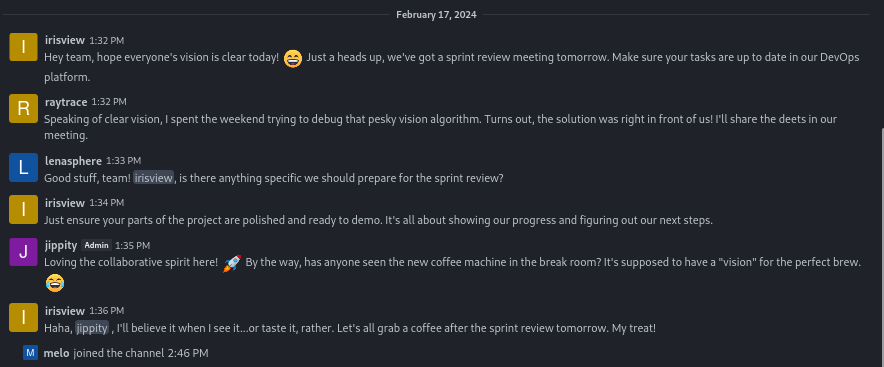 February 17, 2024
I
irisview 1:32 PM
Hey team, hope everyone's vision is clear today! 😄 Just a heads up, we've got a sprint review meeting tomorrow. Make sure your tasks are up to date in our DevOps
platform.
R
raytrace 1:32 PM
Speaking of clear vision, I spent the weekend trying to debug that pesky vision algorithm. Turns out, the solution was right in front of us! I'll share the deets in our
meeting.
L
lenasphere 1:33 PM
Good stuff, team! irisview, is there anything specific we should prepare for the sprint review?
I
irisview 1:34 PM
Just ensure your parts of the project are polished and ready to demo. It's all about showing our progress and figuring out our next steps.
J
jippity Admin 1:35 PM
Loving the collaborative spirit here! 🚀 By the way, has anyone seen the new coffee machine in the break room? It's supposed to have a "vision" for the perfect brew.
😂
I
irisview 1:36 PM
Haha, jippity , I'll believe it when I see it...or taste it, rather. Let's all grab a coffee after the sprint review tomorrow. My treat!
M melo joined the channel 2:46 PM